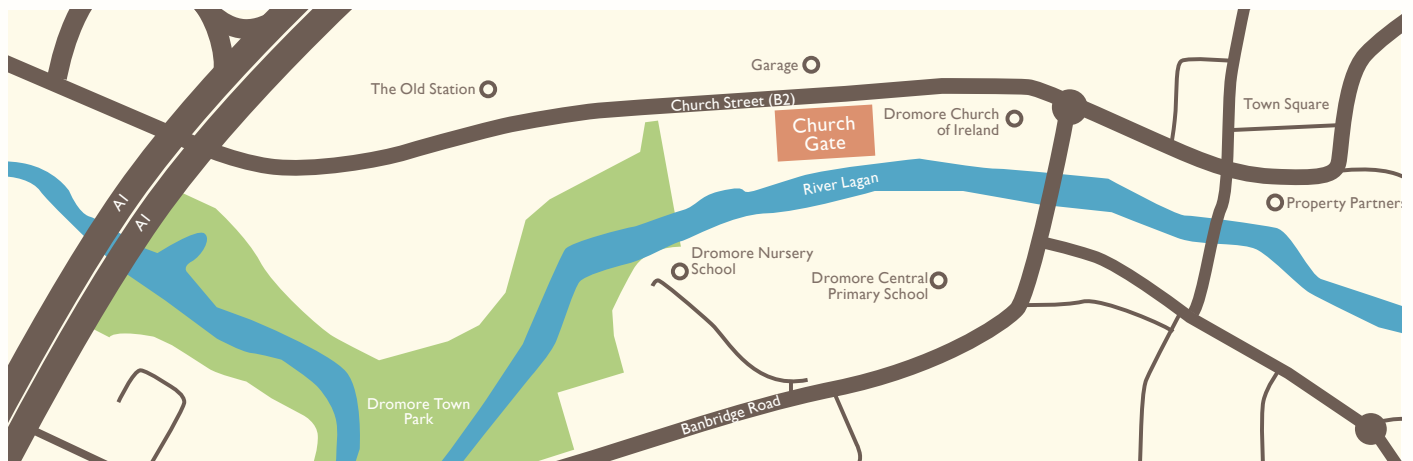 Garage
The Old Station
Church Street (B2)
Town Square
Dromore Church
of Ireland
Church
Gate
River Lagan
A1
A1
Property Partners
Dromore Nursery
School
Dromore Central
Primary School
Dromore Town
Park
Banbridge Road